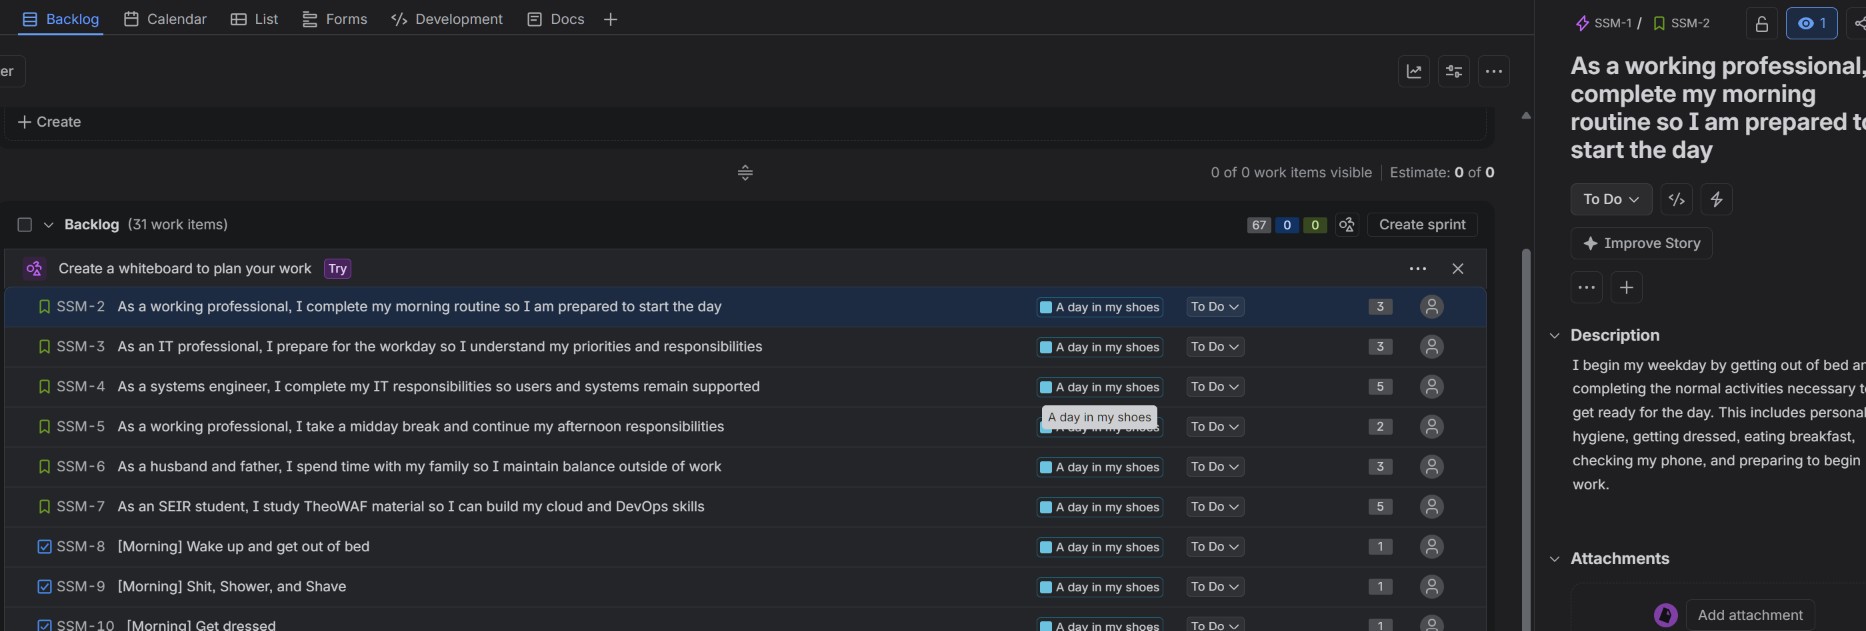 Backlog
Calendar
List
Forms
Development
Docs
er
Create
0 of 0 work items visible
Estimate: 0 of 0
Backlog (31 work items)
67 0 0
Create sprint
Create a whiteboard to plan your work Try
SSM-2 As a working professional, I complete my morning routine so I am prepared to start the day A day in my shoes To Do 3
SSM-3 As an IT professional, I prepare for the workday so I understand my priorities and responsibilities A day in my shoes To Do 3
SSM-4 As a systems engineer, I complete my IT responsibilities so users and systems remain supported A day in my shoes To Do 5
A day in my shoes
SSM-5 As a working professional, I take a midday break and continue my afternoon responsibilities A day in my shoes To Do 2
SSM-6 As a husband and father, I spend time with my family so I maintain balance outside of work A day in my shoes To Do 3
SSM-7 As an SEIR student, I study TheoWAF material so I can build my cloud and DevOps skills A day in my shoes To Do 5
SSM-8 [Morning] Wake up and get out of bed A day in my shoes To Do 1
SSM-9 [Morning] Shit, Shower, and Shave A day in my shoes To Do 1
SSM-10 [Morning] Get dressed A day in my shoes To Do 1
SSM-1 / SSM-2
1
As a working professional,
complete my morning
routine so I am prepared to
start the day
To Do
Improve Story
Description
I begin my weekday by getting out of bed an
completing the normal activities necessary to
get ready for the day. This includes personal
hygiene, getting dressed, eating breakfast,
checking my phone, and preparing to begin
work.
Attachments
Add attachment